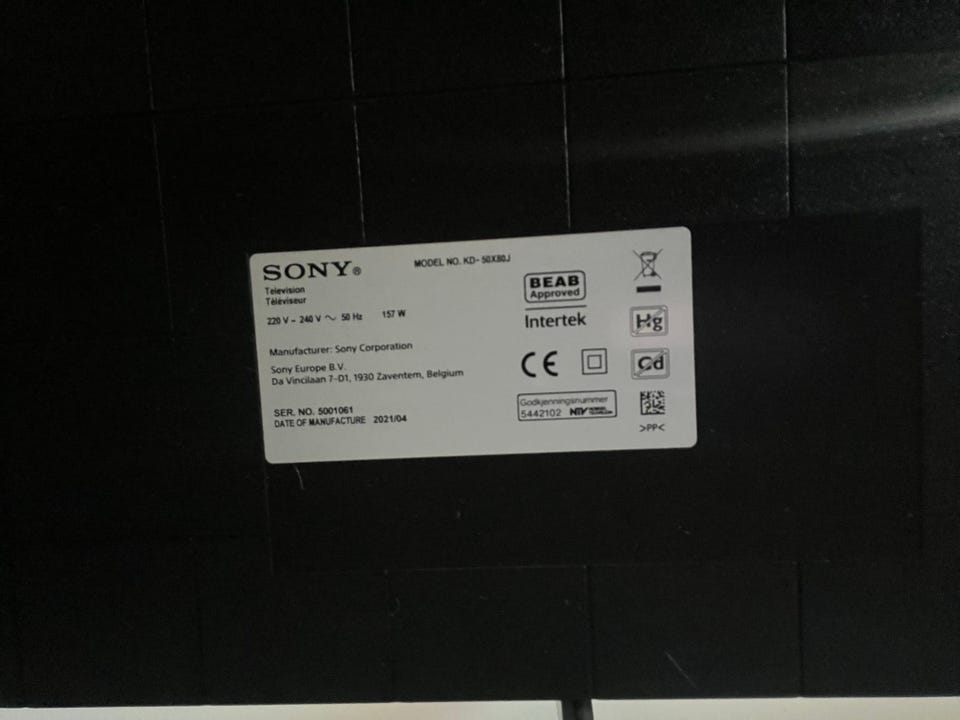 SONY®
MODEL NO. KD-50X80J
Television
Téléviseur
220 V - 240 V ~ 50 Hz 157 W
Manufacturer: Sony Corporation
Sony Europe B.V.
Da Vincilaan 7-D1, 1930 Zaventem, Belgium
SER. NO. 5001061
DATE OF MANUFACTURE 2021/04
BEAB
Approved
Intertek
CE
Godkjenningsnummer
5442102 NTV
Hg
Cd
>PP<